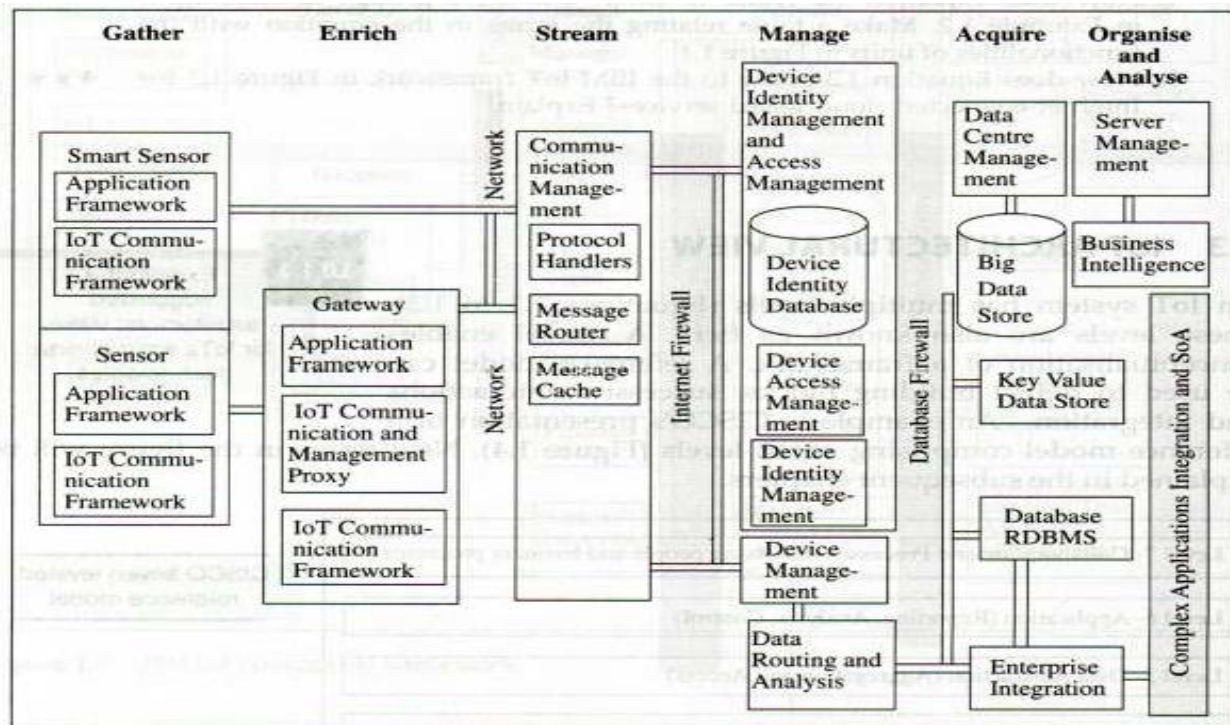 Gather
Enrich
Stream
Manage
Acquire
Organise
and
Analyse
Smart Sensor
Application
Framework
IoT Commu-
nication
Framework
Sensor
Application
Framework
IoT Commu-
nication
Framework
Gateway
Application
Framework
IoT Commu-
nication and
Management
Proxy
IoT Commu-
nication
Framework
Network
Network
Commu-
nication
Manage-
ment
Protocol
Handlers
Message
Router
Message
Cache
Internet Firewall
Device
Identity
Management
and
Access
Management
Device
Identity
Database
Device
Access
Manage-
ment
Device
Identity
Manage-
ment
Device
Manage-
ment
Data
Routing and
Analysis
Database Firewall
Data
Centre
Manage-
ment
Big
Data
Store
Key Value
Data Store
Database
RDBMS
Enterprise
Integration
Server
Manage-
ment
Business
Intelligence
Complex Applications Integration and SoA